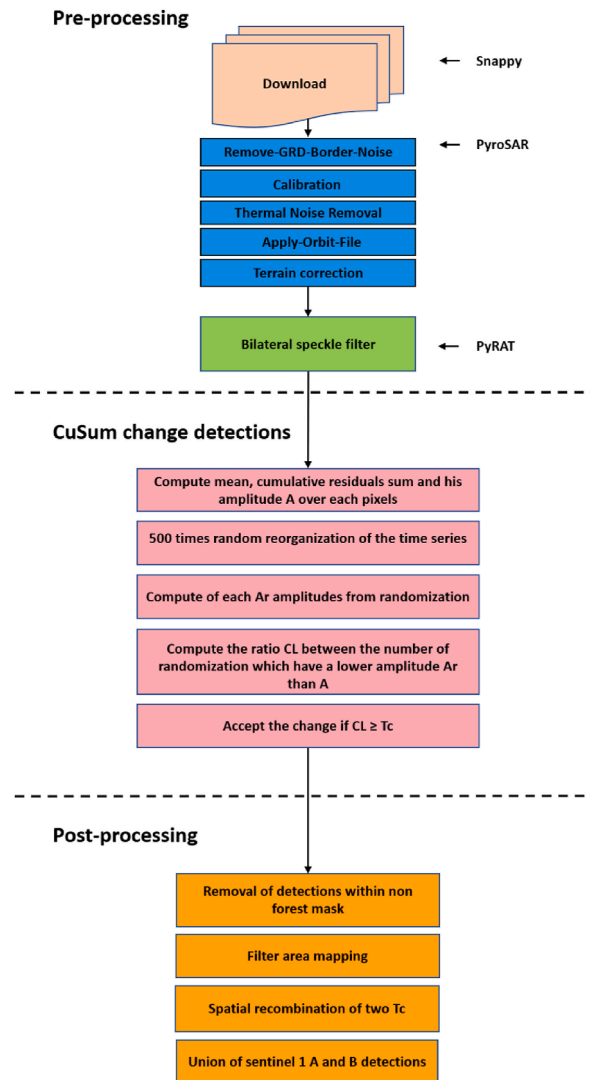 Pre-processing
Download
Snappy
Remove-GRD-Border-Noise
PyroSAR
Calibration
Thermal Noise Removal
Apply-Orbit-File
Terrain correction
Bilateral speckle filter
PyRAT
CuSum change detections
Compute mean, cumulative residuals sum and his
amplitude A over each pixels
500 times random reorganization of the time series
Compute of each Ar amplitudes from randomization
Compute the ratio CL between the number of
randomization which have a lower amplitude Ar
than A
Accept the change if CL ≥ Tc
Post-processing
Removal of detections within non
forest mask
Filter area mapping
Spatial recombination of two Tc
Union of sentinel 1 A and B detections